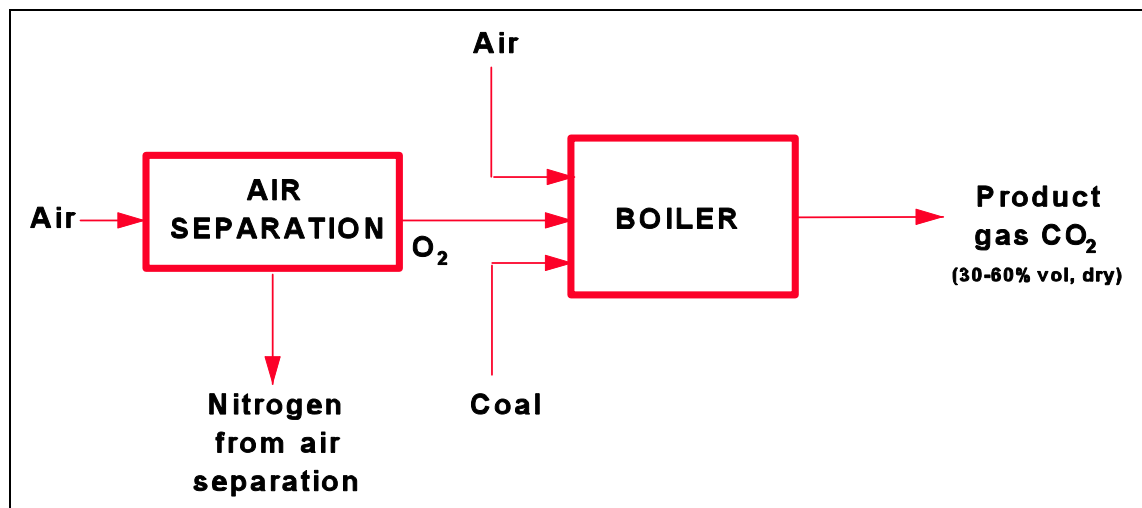 Air
Air
AIR
SEPARATION
O₂
BOILER
Product
gas CO₂
(30-60% vol, dry)
Nitrogen
from air
separation
Coal